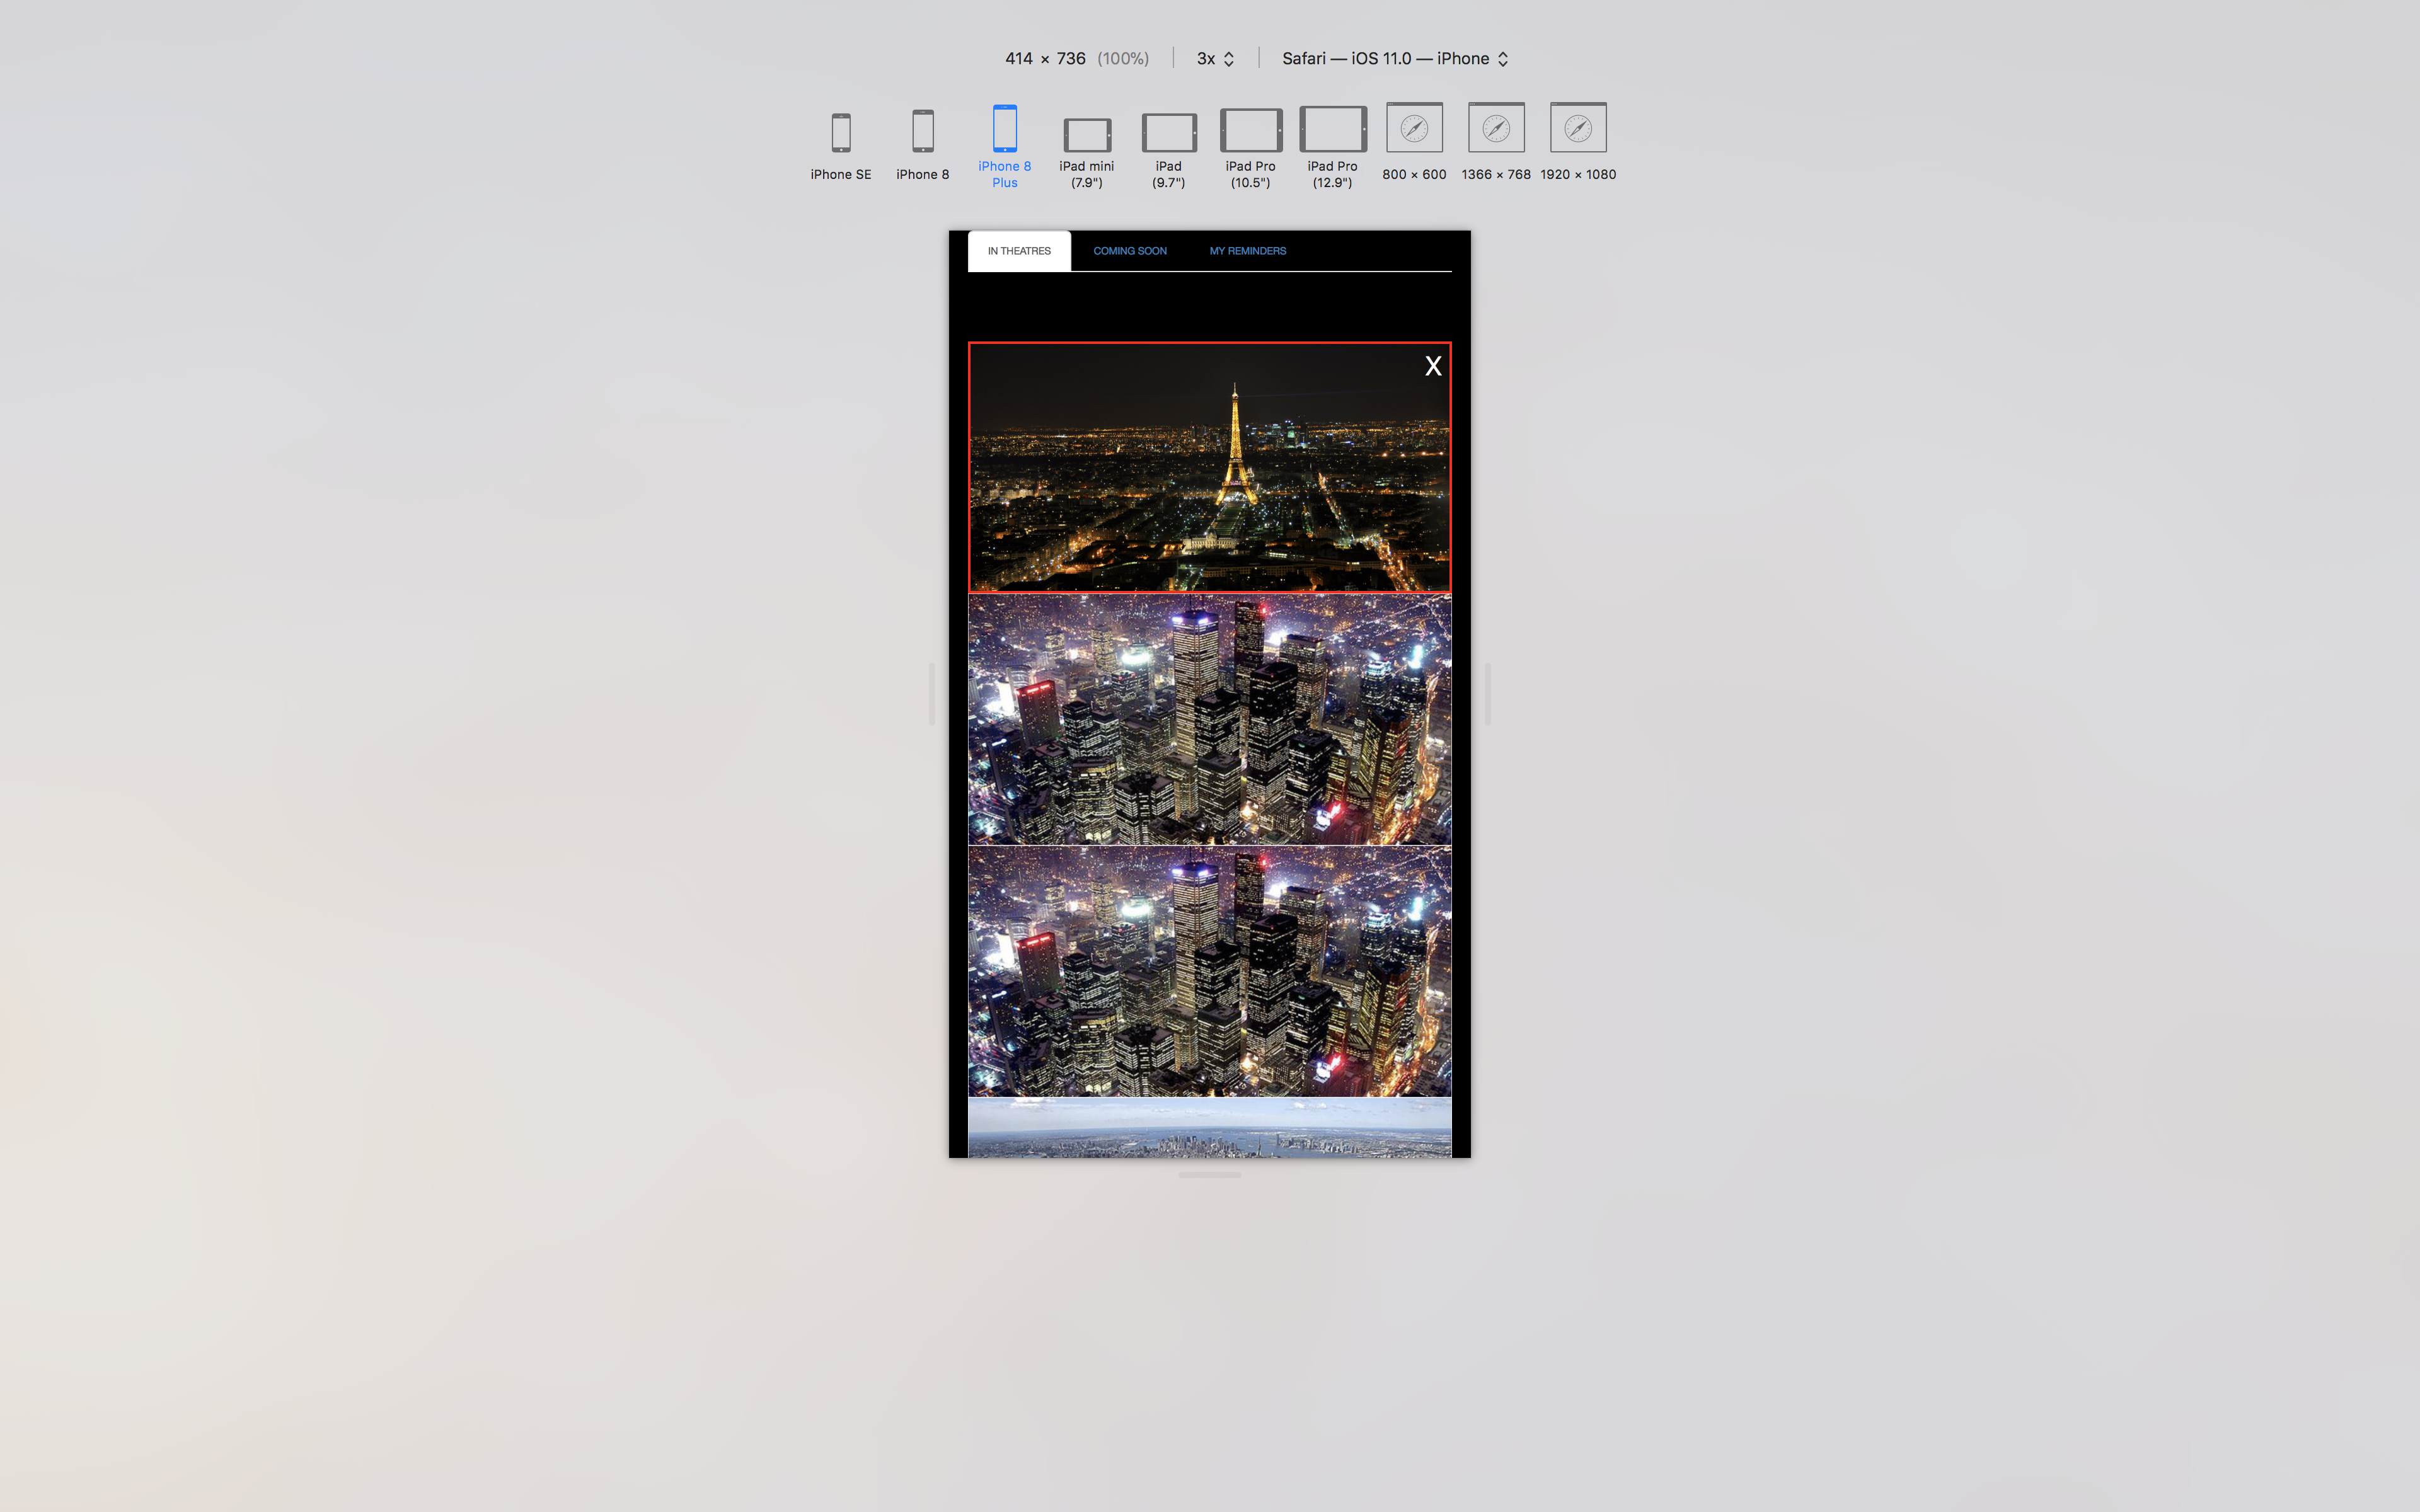 414 × 736 (100%) 3x Safari — iOS 11.0 — iPhone
iPhone SE
iPhone 8
iPhone 8
Plus
iPad mini
(7.9")
iPad
(9.7")
iPad Pro
(10.5")
iPad Pro
(12.9")
800 × 600
1366 × 768
1920 × 1080
IN THEATRES COMING SOON MY REMINDERS
X